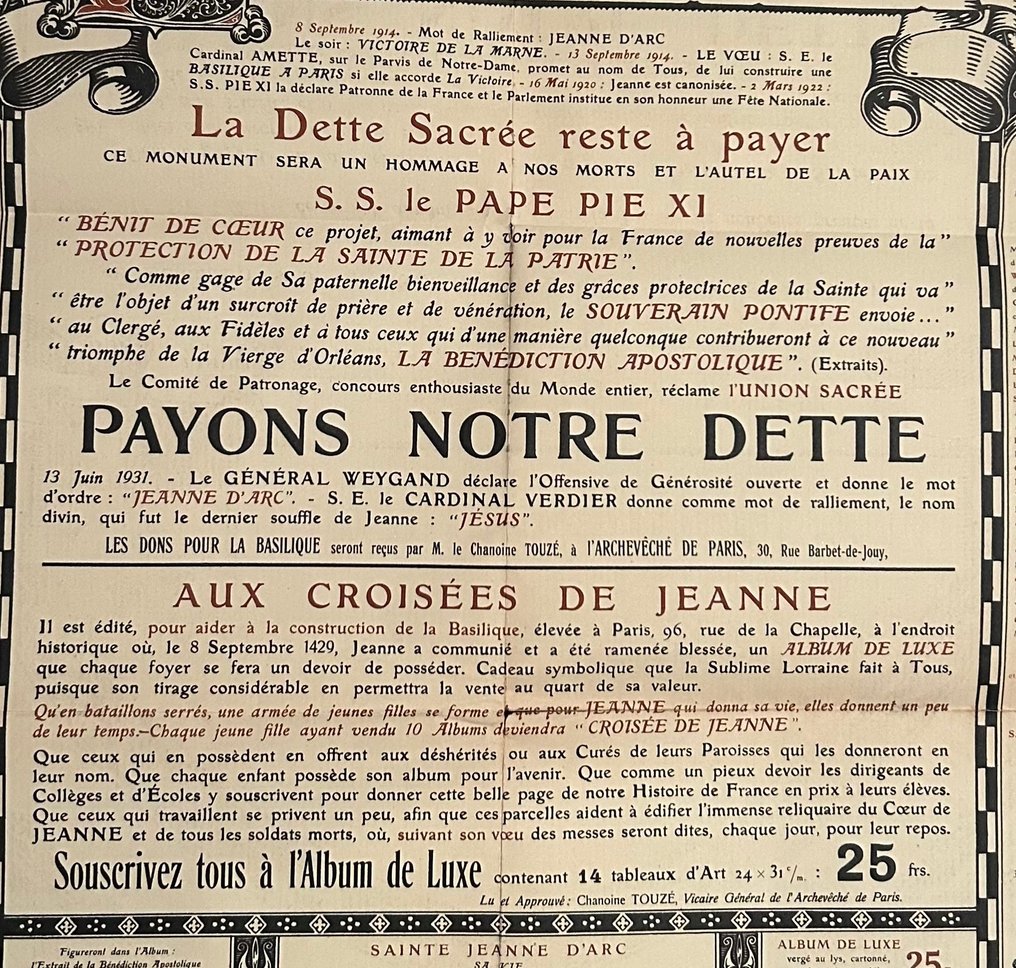 8 Septembre 1914. - Mot de Ralliement : JEANNE D'ARC
Le soir : VICTOIRE DE LA MARNE. - 13 Septembre 1914. - LE VŒU : S. E. le
Cardinal AMETTE, sur le Parvis de Notre-Dame, promet au nom de Tous, de lui construire une
BASILIQUE A PARIS si elle accorde La Victoire. - 16 Mai 1920 : Jeanne est canonisée. - 2 Mars 1922 :
S. S. PIE XI la déclare Patronne de la France et le Parlement institue en son honneur une Fête Nationale.
La Dette Sacrée reste à payer
CE MONUMENT SERA UN HOMMAGE A NOS MORTS ET L'AUTEL DE LA PAIX
S. S. le PAPE PIE XI
“ BÉNIT DE CŒUR ce projet, aimant à y voir pour la France de nouvelles preuves de la ”
“ PROTECTION DE LA SAINTE DE LA PATRIE ”.
“ Comme gage de Sa paternelle bienveillance et des grâces protectrices de la Sainte qui va ”
“ être l'objet d'un surcroît de prière et de vénération, le SOUVERAIN PONTIFE envoie... ”
“ au Clergé, aux Fidèles et à tous ceux qui d'une manière quelconque contribueront à ce nouveau ”
“ triomphe de la Vierge d'Orléans, LA BENÉDICTION APOSTOLIQUE ”. (Extraits).
Le Comité de Patronage, concours enthousiaste du Monde entier, réclame l'UNION SACRÉE
PAYONS NOTRE DETTE
13 Juin 1931. - Le GÉNÉRAL WEYGAND déclare l'Offensive de Générosité ouverte et donne le mot
d'ordre : “JEANNE D'ARC”. - S. E. le CARDINAL VERDIER donne comme mot de ralliement, le nom
divin, qui fut le dernier souffle de Jeanne : “JÉSUS”.
LES DONS POUR LA BASILIQUE seront reçus par M. le Chanoine TOUZÉ, à l'ARCHEVÊCHÉ DE PARIS, 30, Rue Barbet-de-Jouy,
AUX CROISÉES DE JEANNE
Il est édité, pour aider à la construction de la Basilique, élevée à Paris, 96, rue de la Chapelle, à l'endroit
historique où, le 8 Septembre 1429, Jeanne a communié et a été ramenée blessée, un ALBUM DE LUXE
que chaque foyer se fera un devoir de posséder. Cadeau symbolique que la Sublime Lorraine fait à Tous,
puisque son tirage considérable en permettra la vente au quart de sa valeur.
Qu'en bataillons serrés, une armée de jeunes filles se forme et que pour JEANNE qui donna sa vie, elles donnent un peu
de leur temps.-Chaque jeune fille ayant vendu 10 Albums deviendra “ CROISÉE DE JEANNE ”.
Que ceux qui en possèdent en offrent aux déshérités ou aux Curés de leurs Paroisses qui les donneront en
leur nom. Que chaque enfant possède son album pour l'avenir. Que comme un pieux devoir les dirigeants de
Collèges et d'Écoles y souscrivent pour donner cette belle page de notre Histoire de France en prix à leurs élèves.
Que ceux qui travaillent se privent un peu, afin que ces parcelles aident à édifier l'immense reliquaire du Cœur de
JEANNE et de tous les soldats morts, où, suivant son vœu des messes seront dites, chaque jour, pour leur repos.
Souscrivez tous à l'Album de Luxe contenant 14 tableaux d'Art 24 × 31 c/m. : 25 frs.
Lu et Approuvé : Chanoine TOUZÉ, Vicaire Général de l'Archevêché de Paris.
Figureront dans l'Album :
l'Extrait de la Bénédiction Apostolique
SAINTE JEANNE D'ARC
SA VIE
ALBUM DE LUXE
vergé au lys, cartonné,
25.